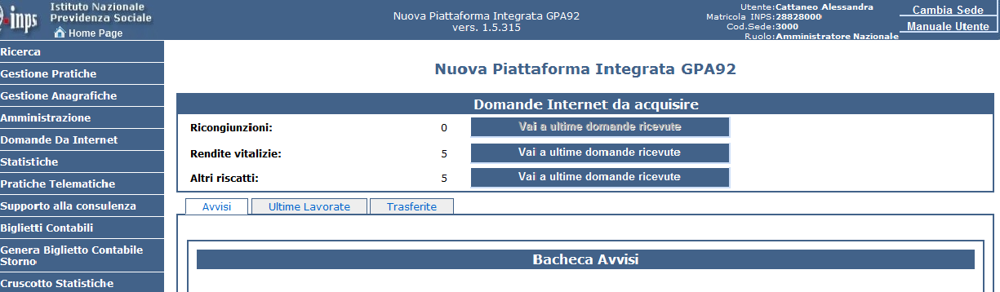 inps
Istituto Nazionale
Previdenza Sociale
Home Page
Nuova Piattaforma Integrata GPA92
vers. 1.5.315
Utente:Cattaneo Alessandra
Matricola INPS:28828000
Cod.Sede:3000
Ruolo:Amministratore Nazionale
Cambia Sede
Manuale Utente
Ricerca
Gestione Pratiche
Gestione Anagrafiche
Amministrazione
Domande Da Internet
Statistiche
Pratiche Telematiche
Supporto alla consulenza
Biglietti Contabili
Genera Biglietto Contabile
Storno
Cruscotto Statistiche
Nuova Piattaforma Integrata GPA92
Domande Internet da acquisire
Ricongiunzioni: 0 Vai a ultime domande ricevute
Rendite vitalizie: 5 Vai a ultime domande ricevute
Altri riscatti: 5 Vai a ultime domande ricevute
Avvisi Ultime Lavorate Trasferite
Bacheca Avvisi